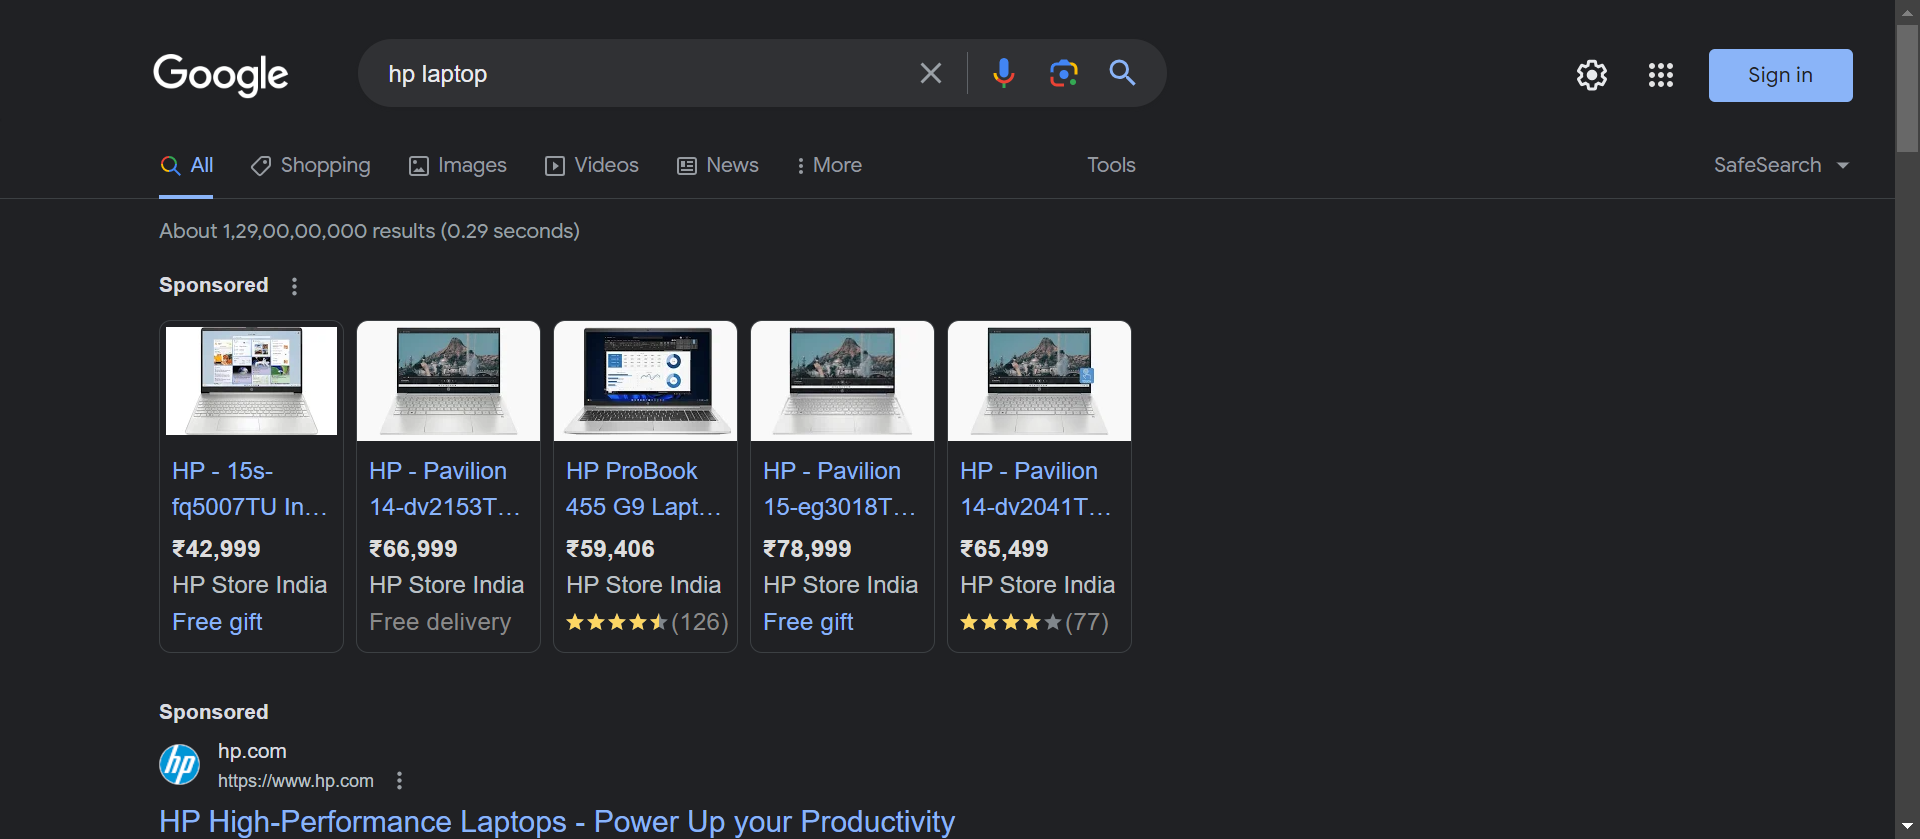 Google
hp laptop
Sign in
All
Shopping
Images
Videos
News
More
Tools
SafeSearch
About 1,29,00,00,000 results (0.29 seconds)
Sponsored
HP - 15s-
fq5007TU In...
₹42,999
HP Store India
Free gift
HP - Pavilion
14-dv2153T...
₹66,999
HP Store India
Free delivery
HP ProBook
455 G9 Lapt...
₹59,406
HP Store India
(126)
HP - Pavilion
15-eg3018T...
₹78,999
HP Store India
Free gift
HP - Pavilion
14-dv2041T...
₹65,499
HP Store India
(77)
Sponsored
hp
hp.com
https://www.hp.com
HP High-Performance Laptops - Power Up your Productivity